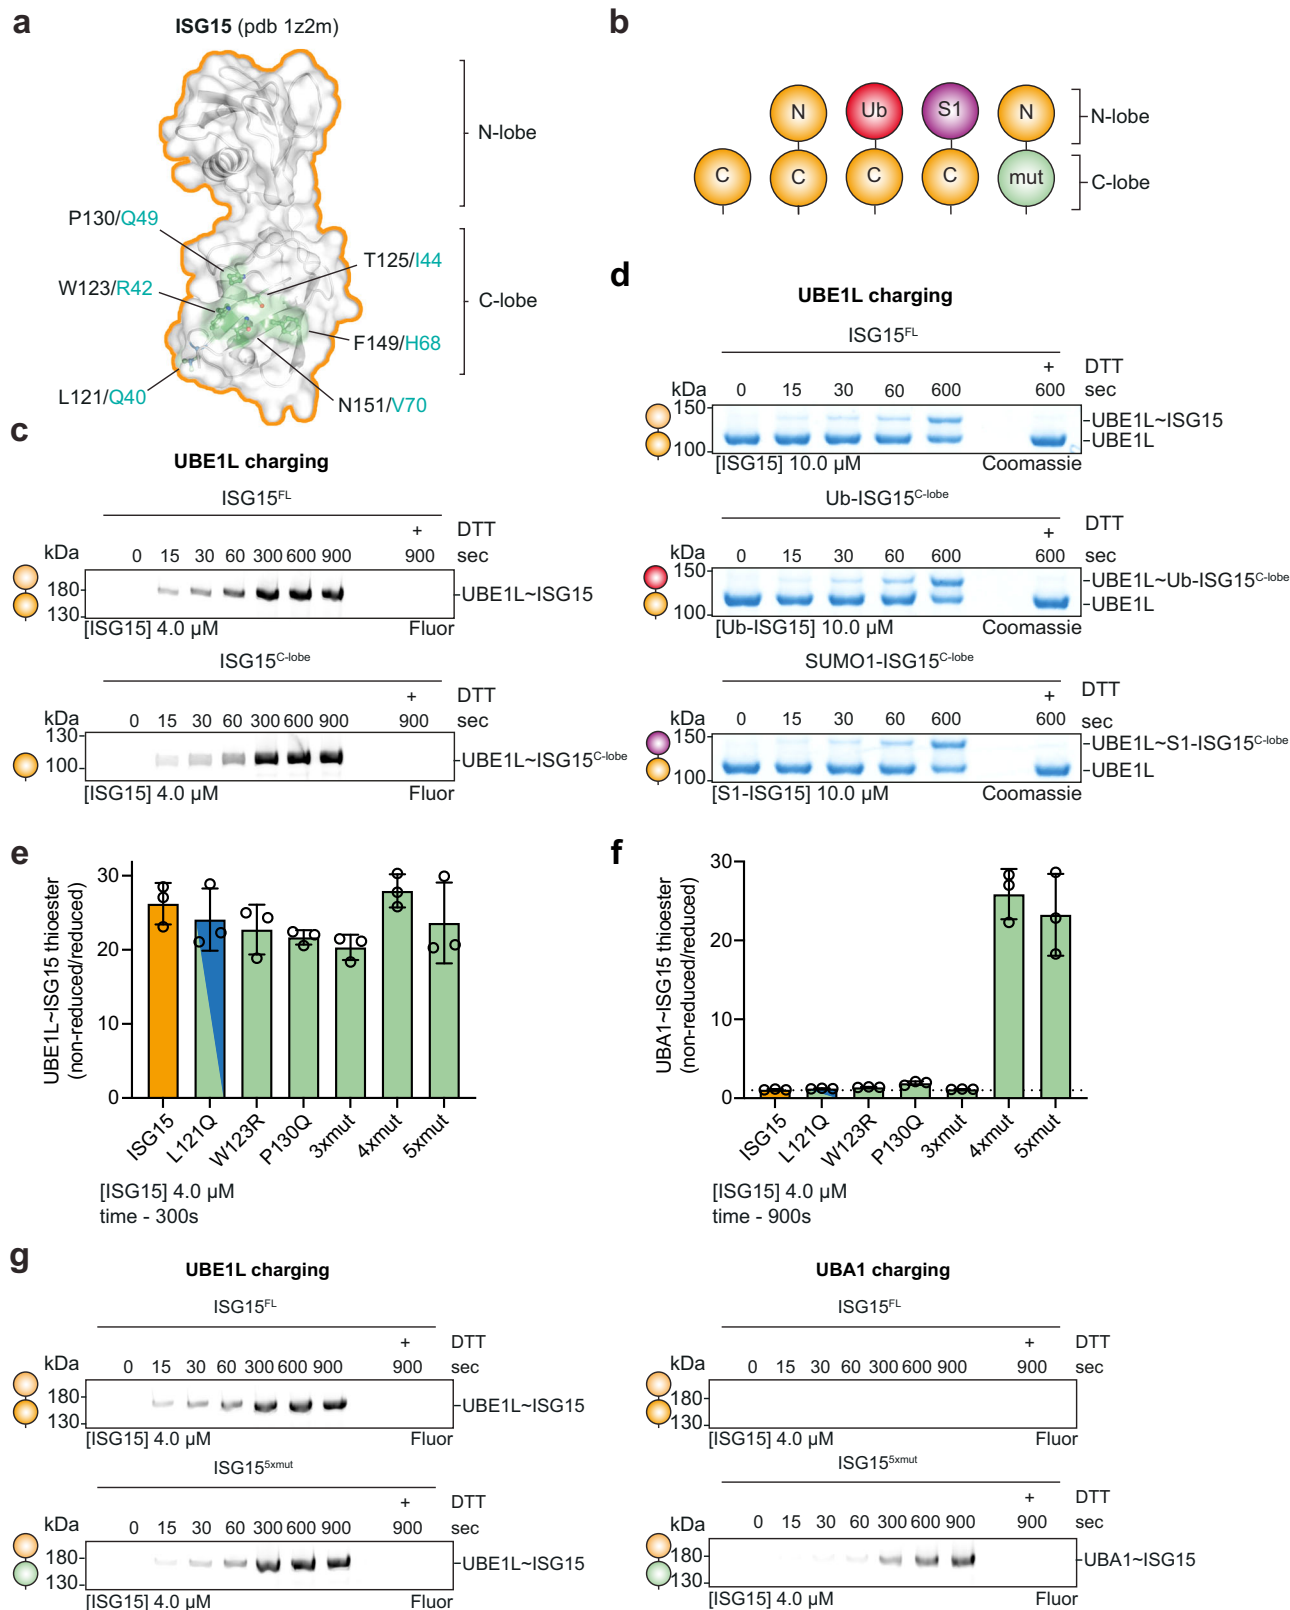 a
ISG15 (pdb 1z2m)
N-lobe
P130/Q49
T125/I44
W123/R42
C-lobe
F149/H68
L121/Q40
N151/V70
b
N Ub S1 N
N-lobe
C C C C mut
C-lobe
c
UBE1L charging
ISG15FL
+ DTT
kDa 0 15 30 60 300 600 900 900 sec
180
130
UBE1L~ISG15
[ISG15] 4.0 µM Fluor
ISG15C-lobe
+ DTT
kDa 0 15 30 60 300 600 900 900 sec
130
100
UBE1L~ISG15C-lobe
[ISG15] 4.0 µM Fluor
d
UBE1L charging
ISG15FL
+ DTT
kDa 0 15 30 60 600 600 sec
150
UBE1L~ISG15
100
UBE1L
[ISG15] 10.0 µM Coomassie
Ub-ISG15C-lobe
+ DTT
kDa 0 15 30 60 600 600 sec
150
UBE1L~Ub-ISG15C-lobe
100
UBE1L
[Ub-ISG15] 10.0 µM Coomassie
SUMO1-ISG15C-lobe
+ DTT
kDa 0 15 30 60 600 600 sec
150
UBE1L~S1-ISG15C-lobe
100
UBE1L
[S1-ISG15] 10.0 µM Coomassie
e
UBE1L~ISG15 thioester
(non-reduced/reduced)
30
20
10
0
ISG15 L121Q W123R P130Q 3xmut 4xmut 5xmut
[ISG15] 4.0 µM
time - 300s
f
UBA1~ISG15 thioester
(non-reduced/reduced)
30
20
10
0
ISG15 L121Q W123R P130Q 3xmut 4xmut 5xmut
[ISG15] 4.0 µM
time - 900s
g
UBE1L charging
ISG15FL
+ DTT
kDa 0 15 30 60 300 600 900 900 sec
180
130
UBE1L~ISG15
[ISG15] 4.0 µM Fluor
ISG155xmut
+ DTT
kDa 0 15 30 60 300 600 900 900 sec
180
130
UBE1L~ISG15
[ISG15] 4.0 µM Fluor
UBA1 charging
ISG15FL
+ DTT
kDa 0 15 30 60 300 600 900 900 sec
180
130
[ISG15] 4.0 µM Fluor
ISG155xmut
+ DTT
kDa 0 15 30 60 300 600 900 900 sec
180
130
UBA1~ISG15
[ISG15] 4.0 µM Fluor